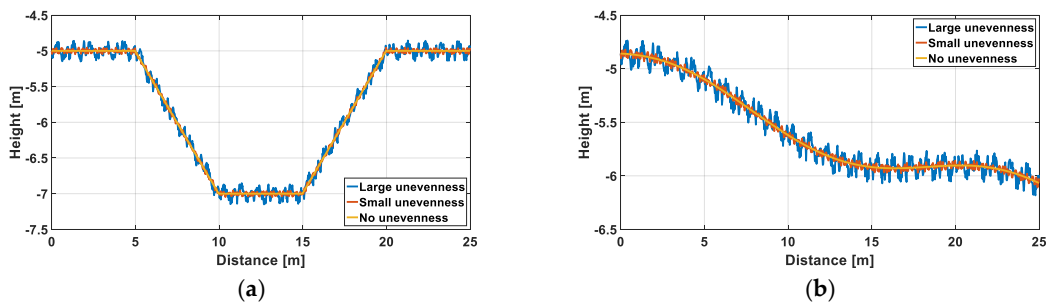 -4.5
-5
-5.5
-6
-6.5
-7
-7.5
Height [m]
0 5 10 15 20 25
Distance [m]
Large unevenness
Small unevenness
No unevenness
(a)
-4.5
-5
-5.5
-6
-6.5
Height [m]
0 5 10 15 20 25
Distance [m]
Large unevenness
Small unevenness
No unevenness
(b)